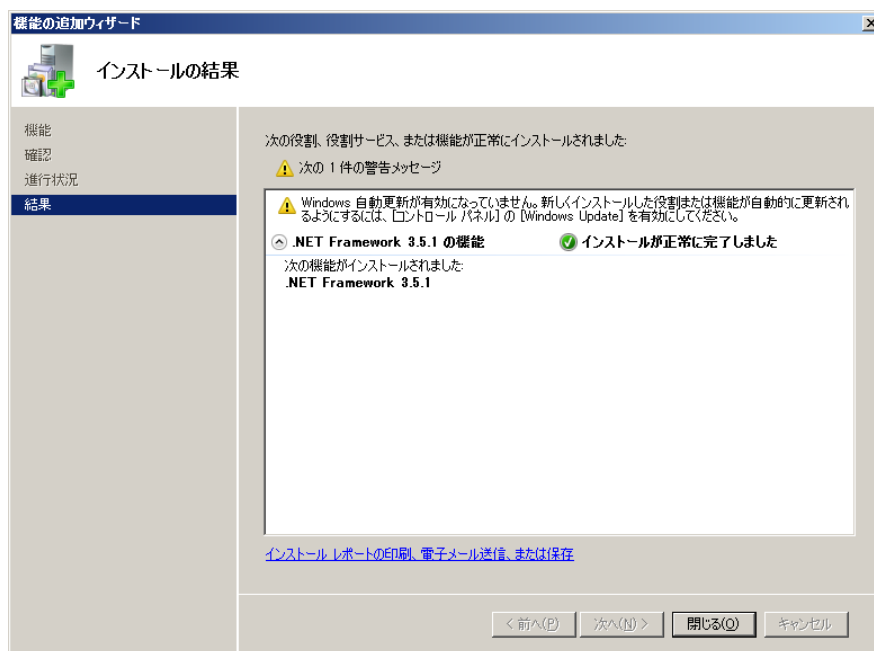 機能の追加ウィザード
インストールの結果
機能
確認
進行状況
結果
次の役割、役割サービス、または機能が正常にインストールされました:
次の 1 件の警告メッセージ
Windows 自動更新が有効になっていません。新しくインストールした役割または機能が自動的に更新され
るようにするには、[コントロール パネル] の [Windows Update] を有効にしてください。
.NET Framework 3.5.1 の機能 インストールが正常に完了しました
次の機能がインストールされました:
.NET Framework 3.5.1
インストール レポートの印刷、電子メール送信、または保存
< 前へ(P) 次へ(N) > 閉じる(O) キャンセル